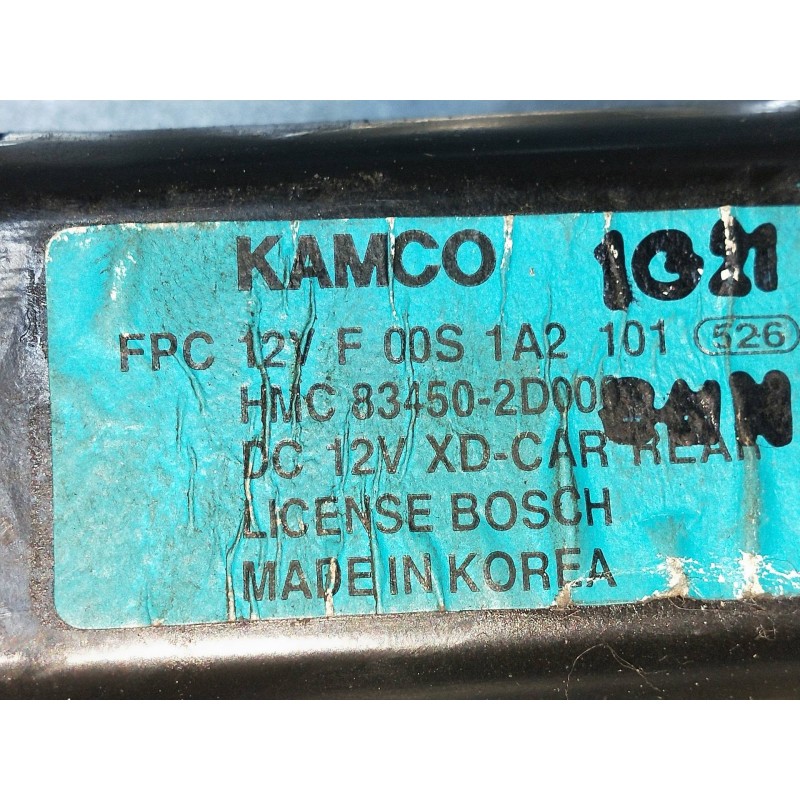 KAMCO
FPC 12V F 00S 1A2 101 526
HMC 83450-2D00
DC 12V XD-CAR REAR
LICENSE BOSCH
MADE IN KOREA